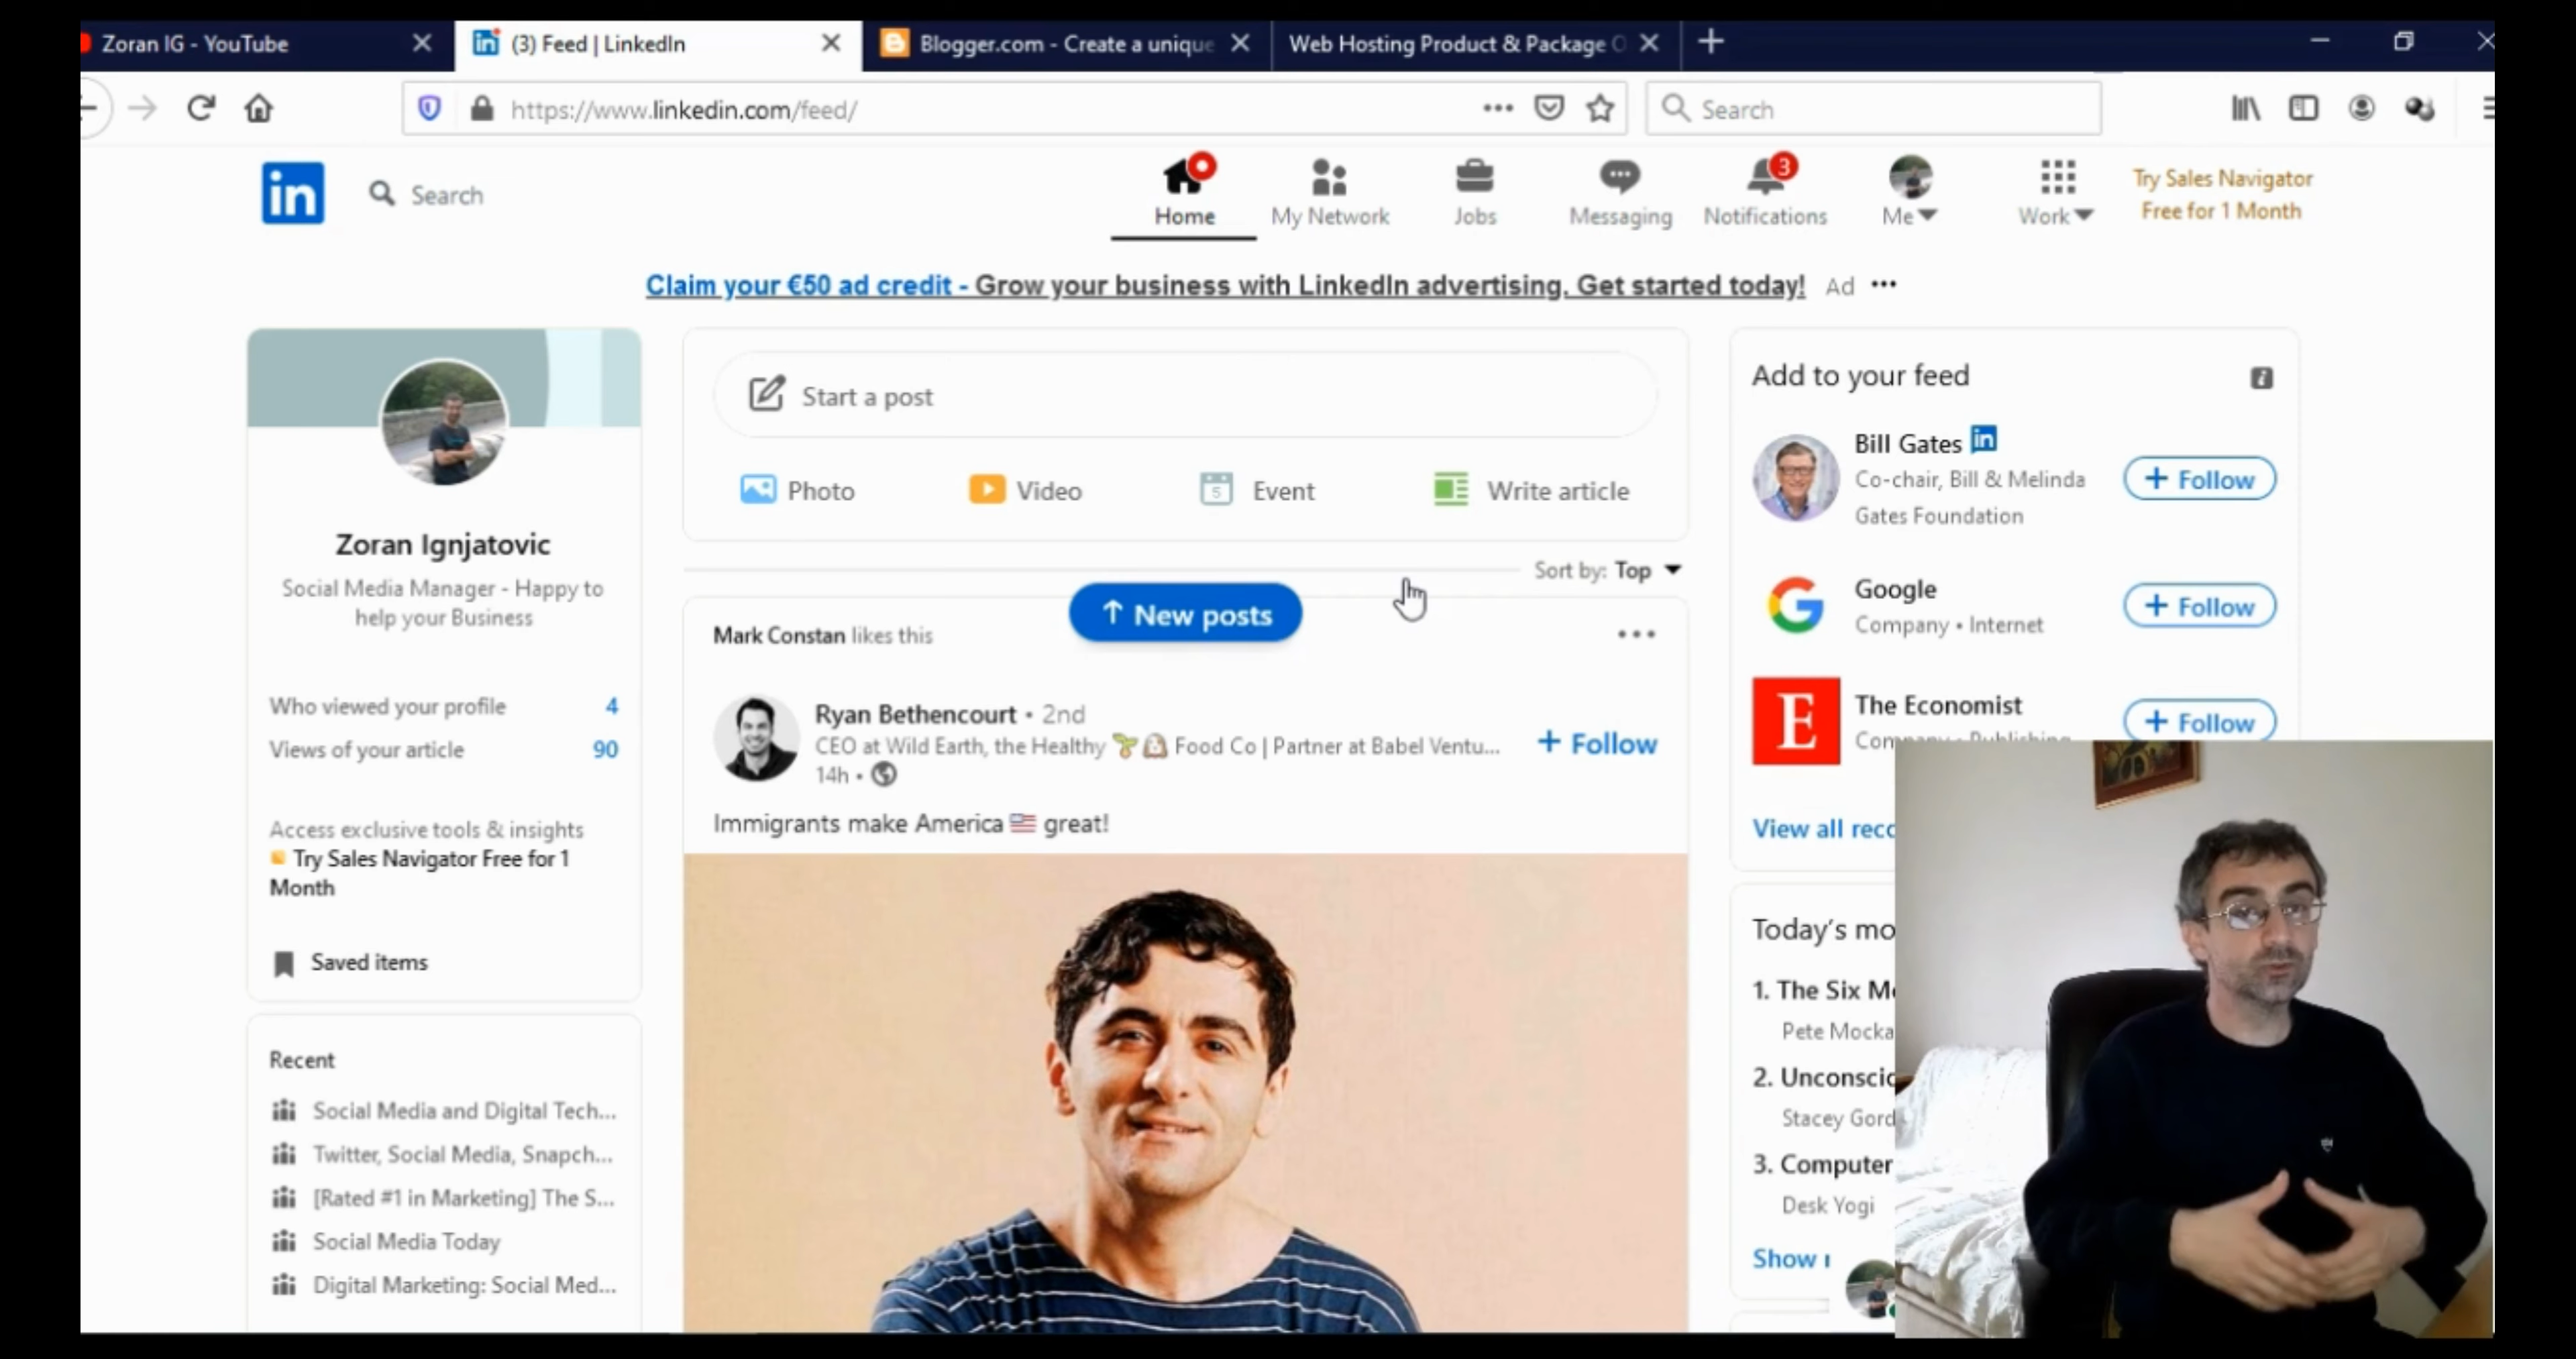 Zoran IG - YouTube
(3) Feed | LinkedIn
Blogger.com - Create a unique
Web Hosting Product & Package O
https://www.linkedin.com/feed/
Search
in
Search
Home
My Network
Jobs
Messaging
3
Notifications
Me
Work
Try Sales Navigator
Free for 1 Month
Claim your €50 ad credit - Grow your business with LinkedIn advertising. Get started today! Ad
Zoran Ignjatovic
Social Media Manager - Happy to
help your Business
Who viewed your profile 4
Views of your article 90
Access exclusive tools & insights
Try Sales Navigator Free for 1
Month
Saved items
Recent
Social Media and Digital Tech...
Twitter, Social Media, Snapch...
[Rated #1 in Marketing] The S...
Social Media Today
Digital Marketing: Social Med...
Start a post
Photo
Video
5
Event
Write article
Sort by: Top
↑ New posts
Mark Constan likes this
Ryan Bethencourt • 2nd
CEO at Wild Earth, the Healthy 🌱 Food Co | Partner at Babel Ventu...
14h •
+ Follow
Immigrants make America 🇺🇸 great!
Add to your feed
Bill Gates in
Co-chair, Bill & Melinda
Gates Foundation
+ Follow
Google
Company • Internet
+ Follow
E
The Economist
Company • Publishing
+ Follow
View all rec
Today's mo
1. The Six M
Pete Mocka
2. Unconscic
Stacey Gord
3. Computer
Desk Yogi
Show